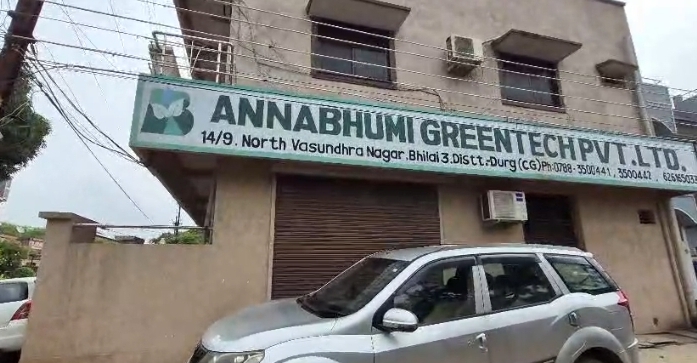 ANNABHUMI GREENTECH PVT.LTD.
14/9. North Vasundhra Nagar.Bhilai 3.Distt.-Durg (CG) Ph:0788-3500441, 3500442,